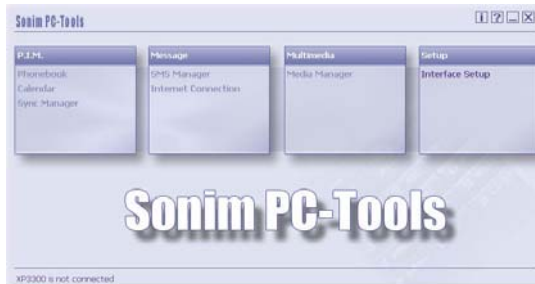 Sonim PC-Tools
P.I.M.
Phonebook
Calendar
Sync Manager
Message
SMS Manager
Internet Connection
Multimedia
Media Manager
Setup
Interface Setup
Sonim PC-Tools
XP3300 is not connected